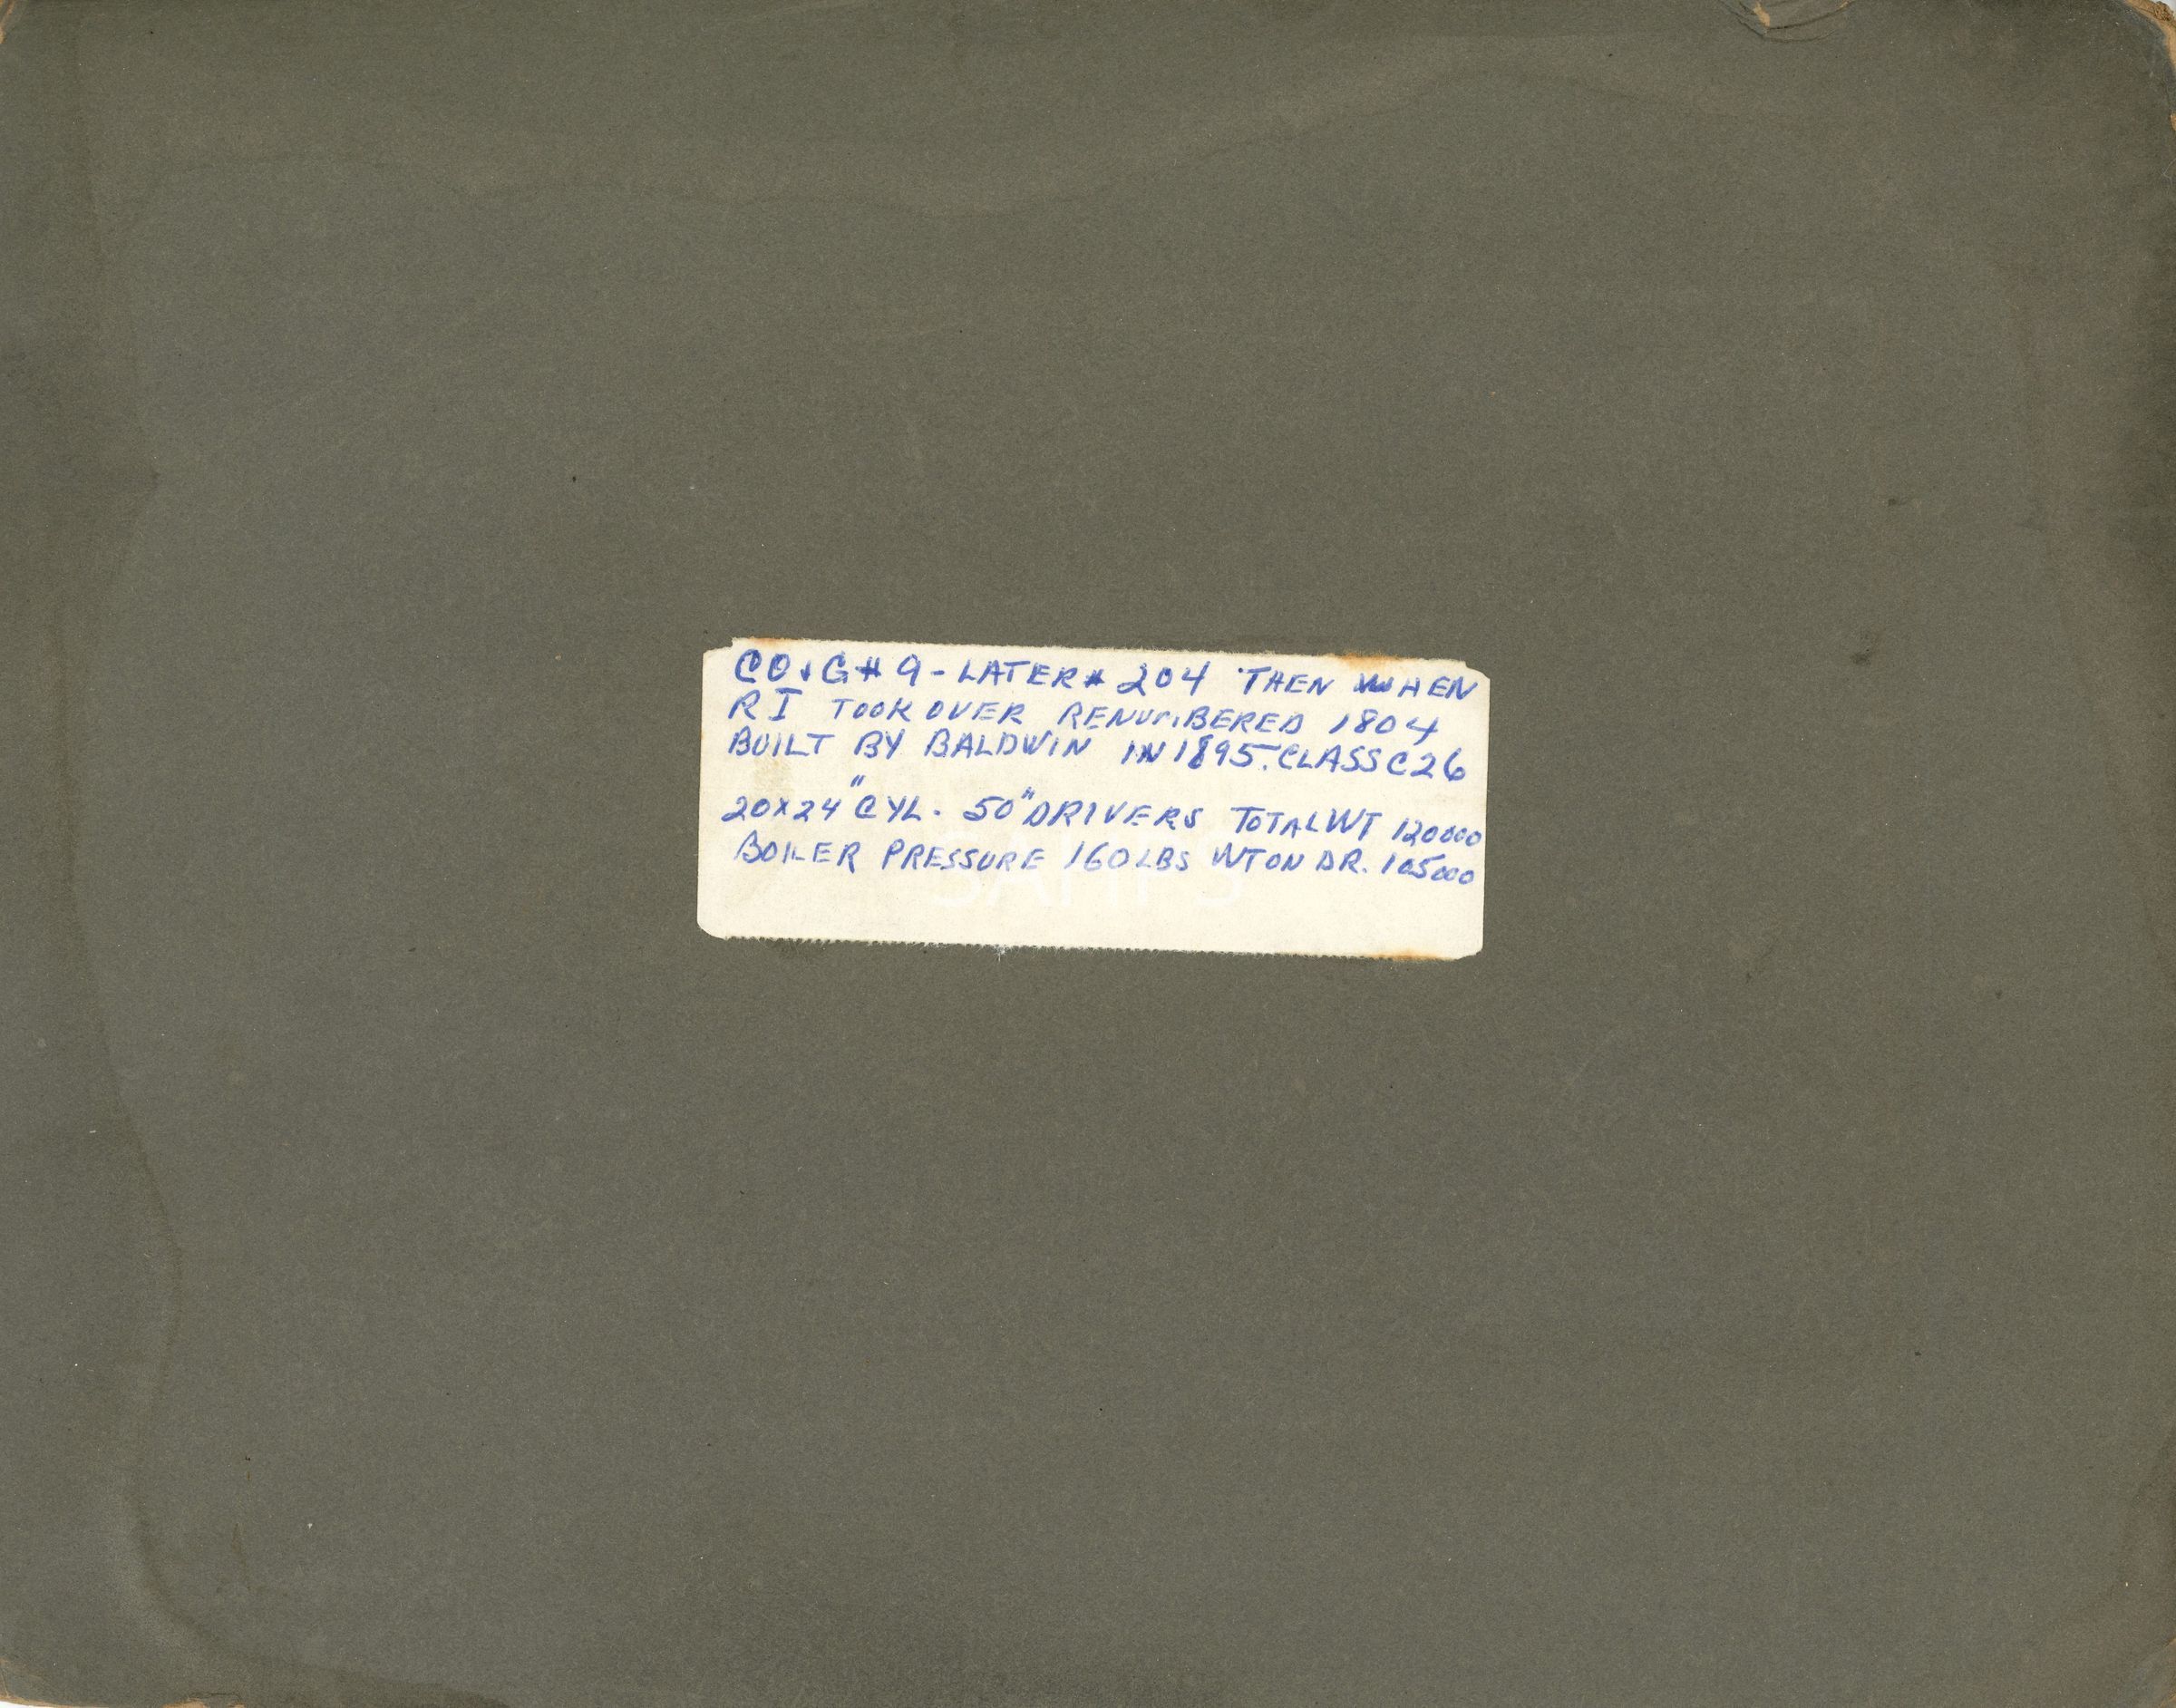 CO&G # 9 - LATER # 204 THEN WHEN
R I TOOK OVER RENUMBERED 1804
BUILT BY BALDWIN IN 1895. CLASS C26
20X24" CYL. 50" DRIVERS TOTAL WT 120000
BOILER PRESSURE 160 LBS WT ON DR. 105000